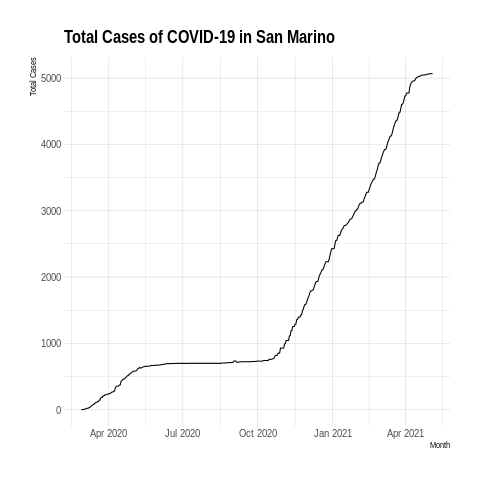 Total Cases of COVID-19 in San Marino
Total Cases
5000
4000
3000
2000
1000
0
Apr 2020 Jul 2020 Oct 2020 Jan 2021 Apr 2021
Month